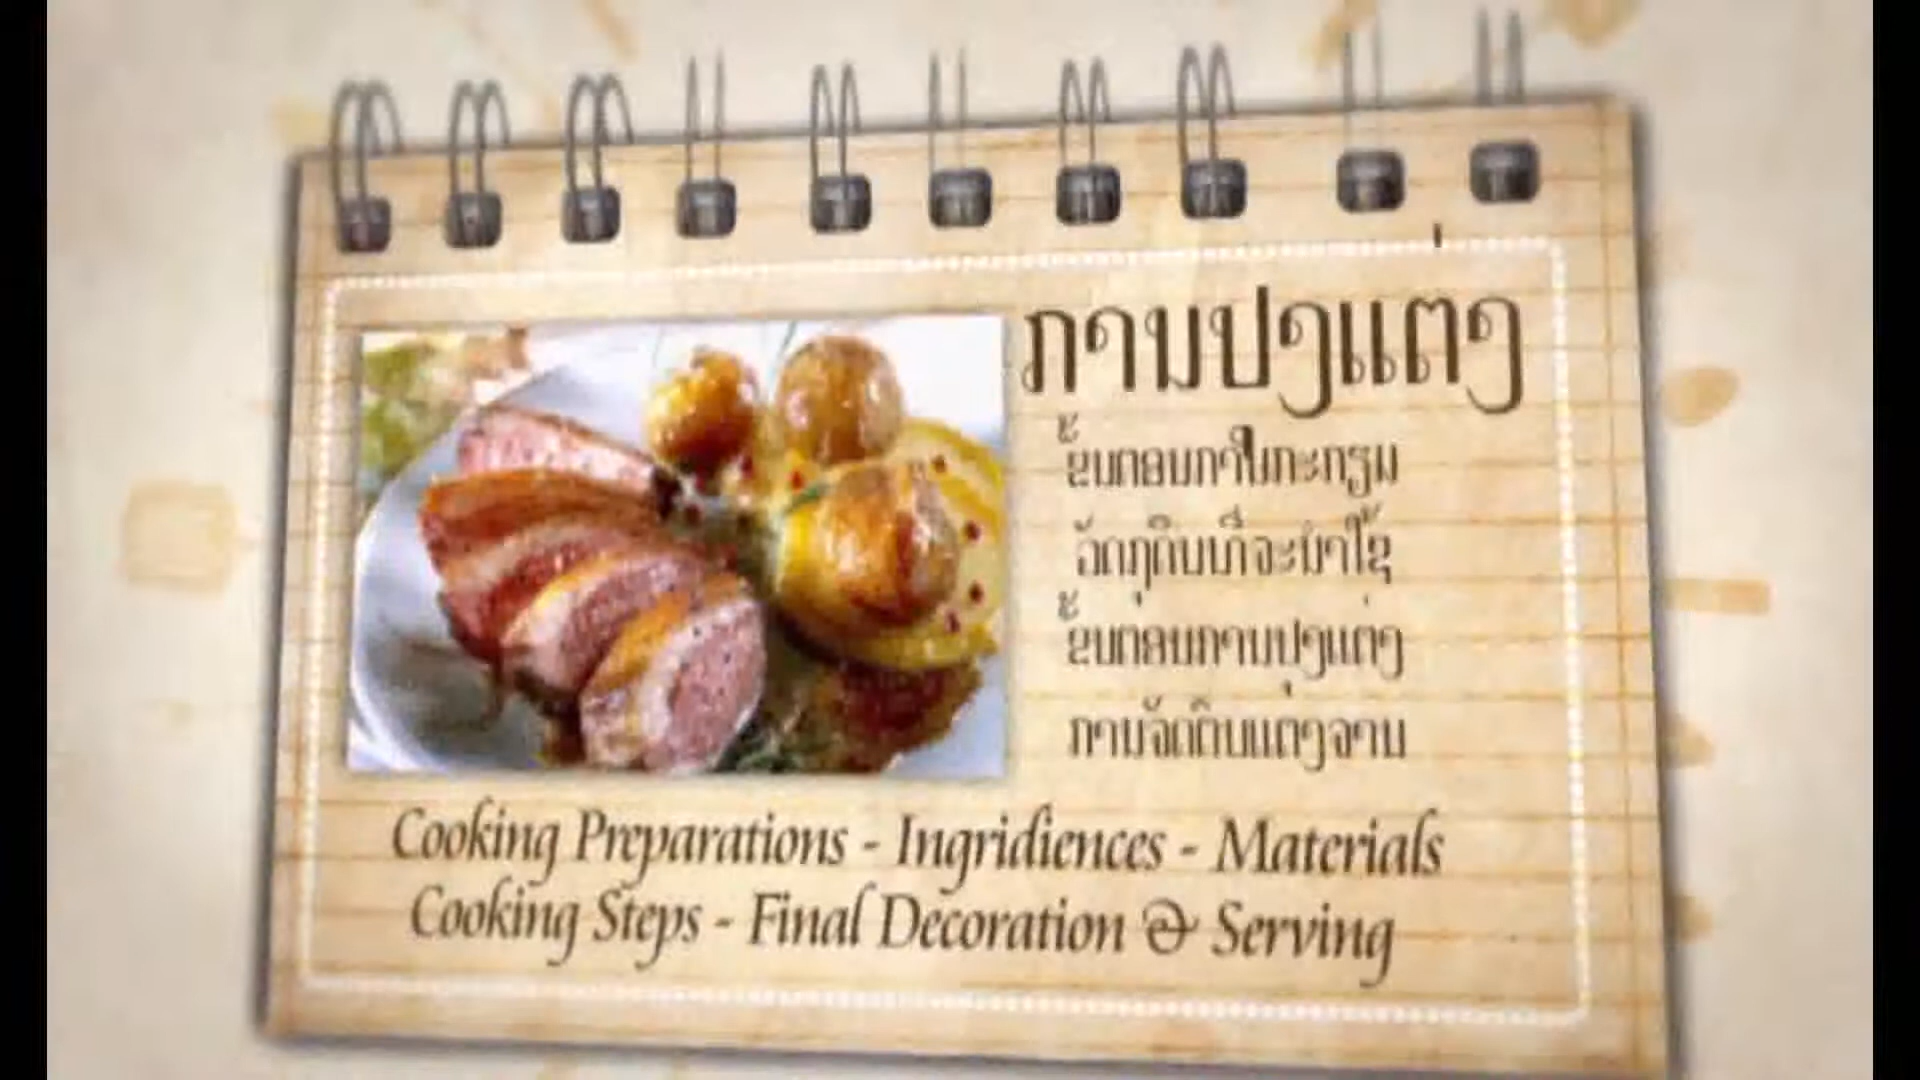 ການປຸງແຕ່ງ
ຂັ້ນຕອນການກະກຽມ
ວັດຖຸດິບທີ່ຈະນຳໃຊ້
ຂັ້ນຕອນການປຸງແຕ່ງ
ການຈັດຕົບແຕ່ງຈານ
Cooking Preparations - Ingridiences - Materials
Cooking Steps - Final Decoration & Serving